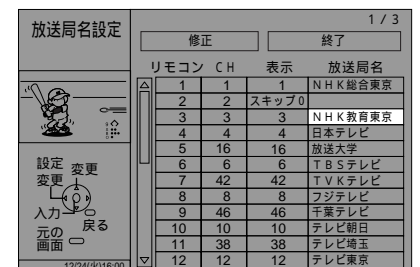 放送局名設定
1 / 3
修正 終了
リモコン CH 表示 放送局名
1 1 1 NHK総合東京
2 2 スキップ0
3 3 3 NHK教育東京
4 4 4 日本テレビ
5 16 16 放送大学
6 6 6 TBSテレビ
7 42 42 TVKテレビ
8 8 8 フジテレビ
9 46 46 千葉テレビ
10 10 10 テレビ朝日
11 38 38 テレビ埼玉
12 12 12 テレビ東京
設定
変更 変更
入力 戻る
元の
画面
12/24(火)16:00